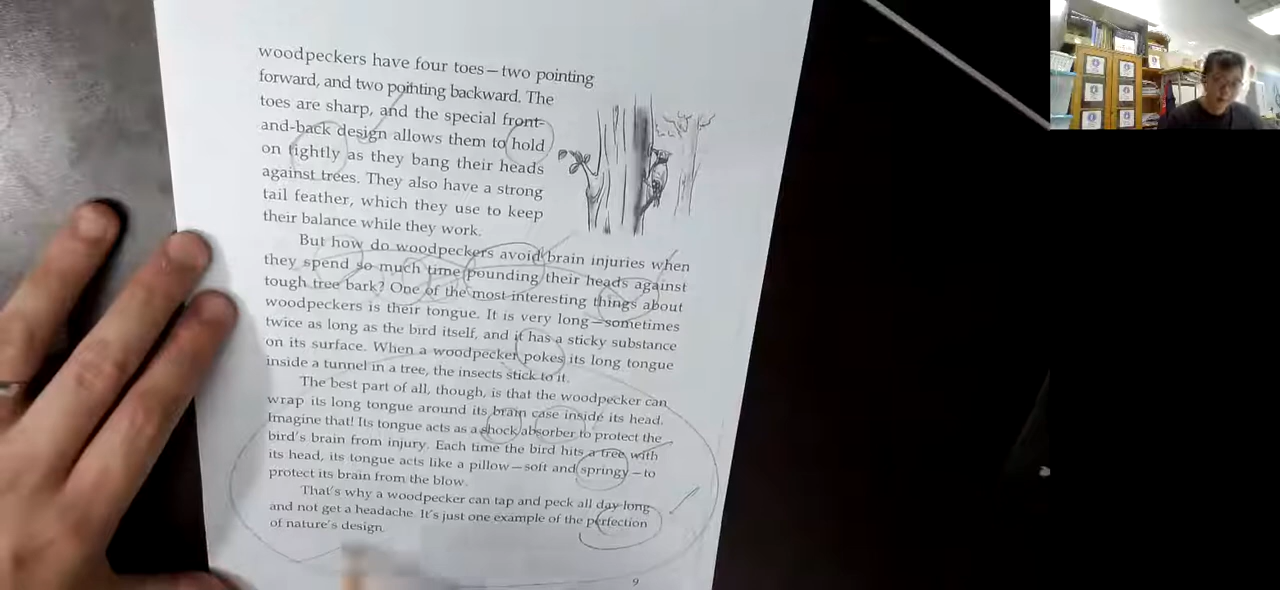 woodpeckers have four toes—two pointing
forward, and two pointing backward. The
toes are sharp, and the special front-
and-back design allows them to hold
on tightly as they bang their heads
against trees. They also have a strong
tail feather, which they use to keep
their balance while they work.
But how do woodpeckers avoid brain injuries when
they spend so much time pounding their heads against
tough tree bark? One of the most interesting things about
woodpeckers is their tongue. It is very long—sometimes
twice as long as the bird itself, and it has a sticky substance
on its surface. When a woodpecker pokes its long tongue
inside a tunnel in a tree, the insects stick to it.
The best part of all, though, is that the woodpecker can
wrap its long tongue around its brain case inside its head.
Imagine that! Its tongue acts as a shock absorber to protect the
bird's brain from injury. Each time the bird hits a tree with
its head, its tongue acts like a pillow—soft and springy—to
protect its brain from the blow.
That's why a woodpecker can tap and peck all day long
and not get a headache. It's just one example of the perfection
of nature's design.
9